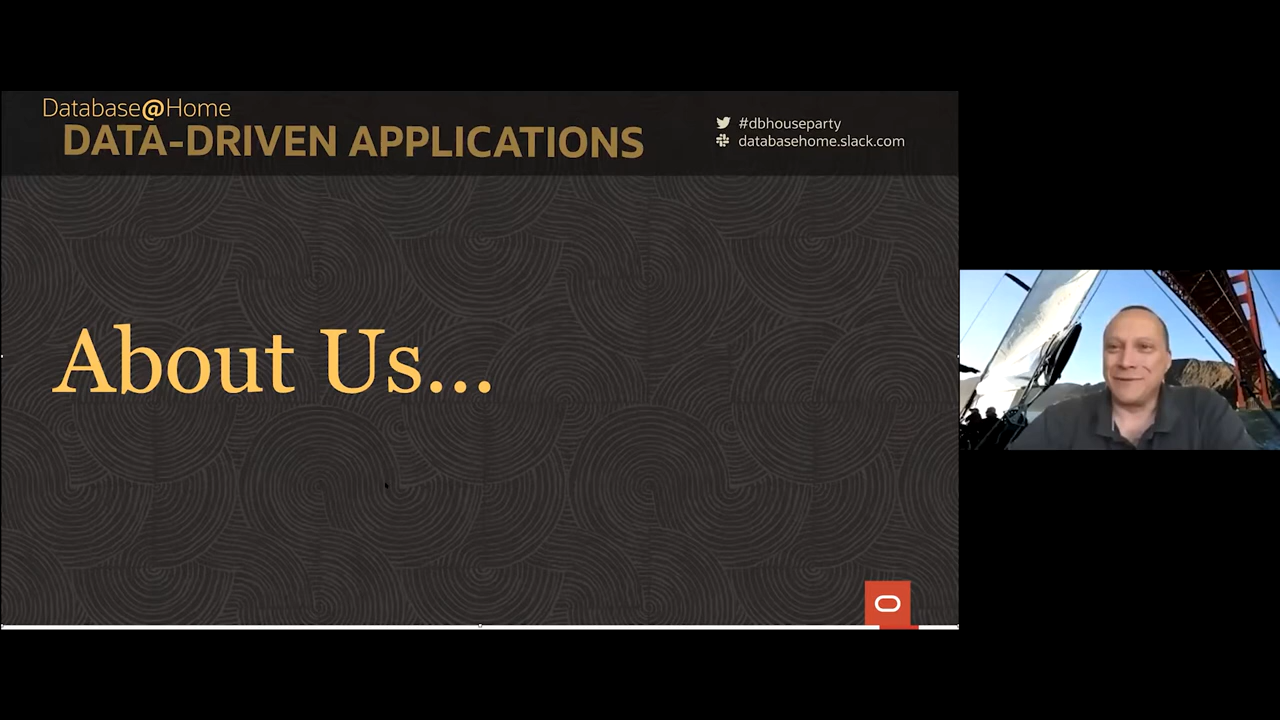 Database@Home
DATA-DRIVEN APPLICATIONS
#dbhouseparty
databasehome.slack.com
About Us...